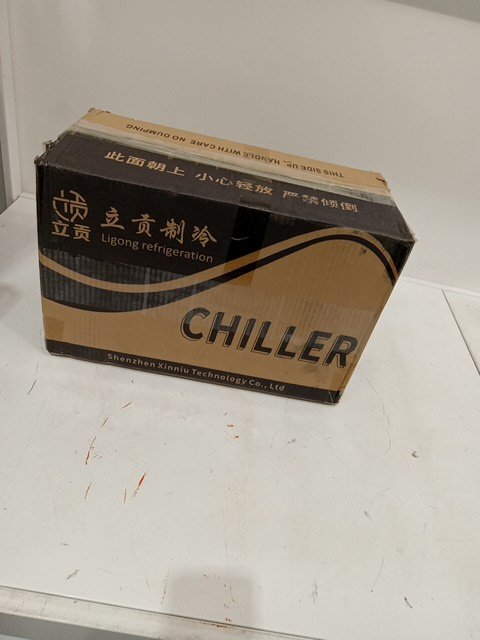 THIS SIDE UP, HANDLE WITH CARE NO DUMPING
此面朝上 小心轻放 严禁倾倒
立贡
立贡制冷
Ligong refrigeration
CHILLER
Shenzhen Xinniu Technology Co., Ltd